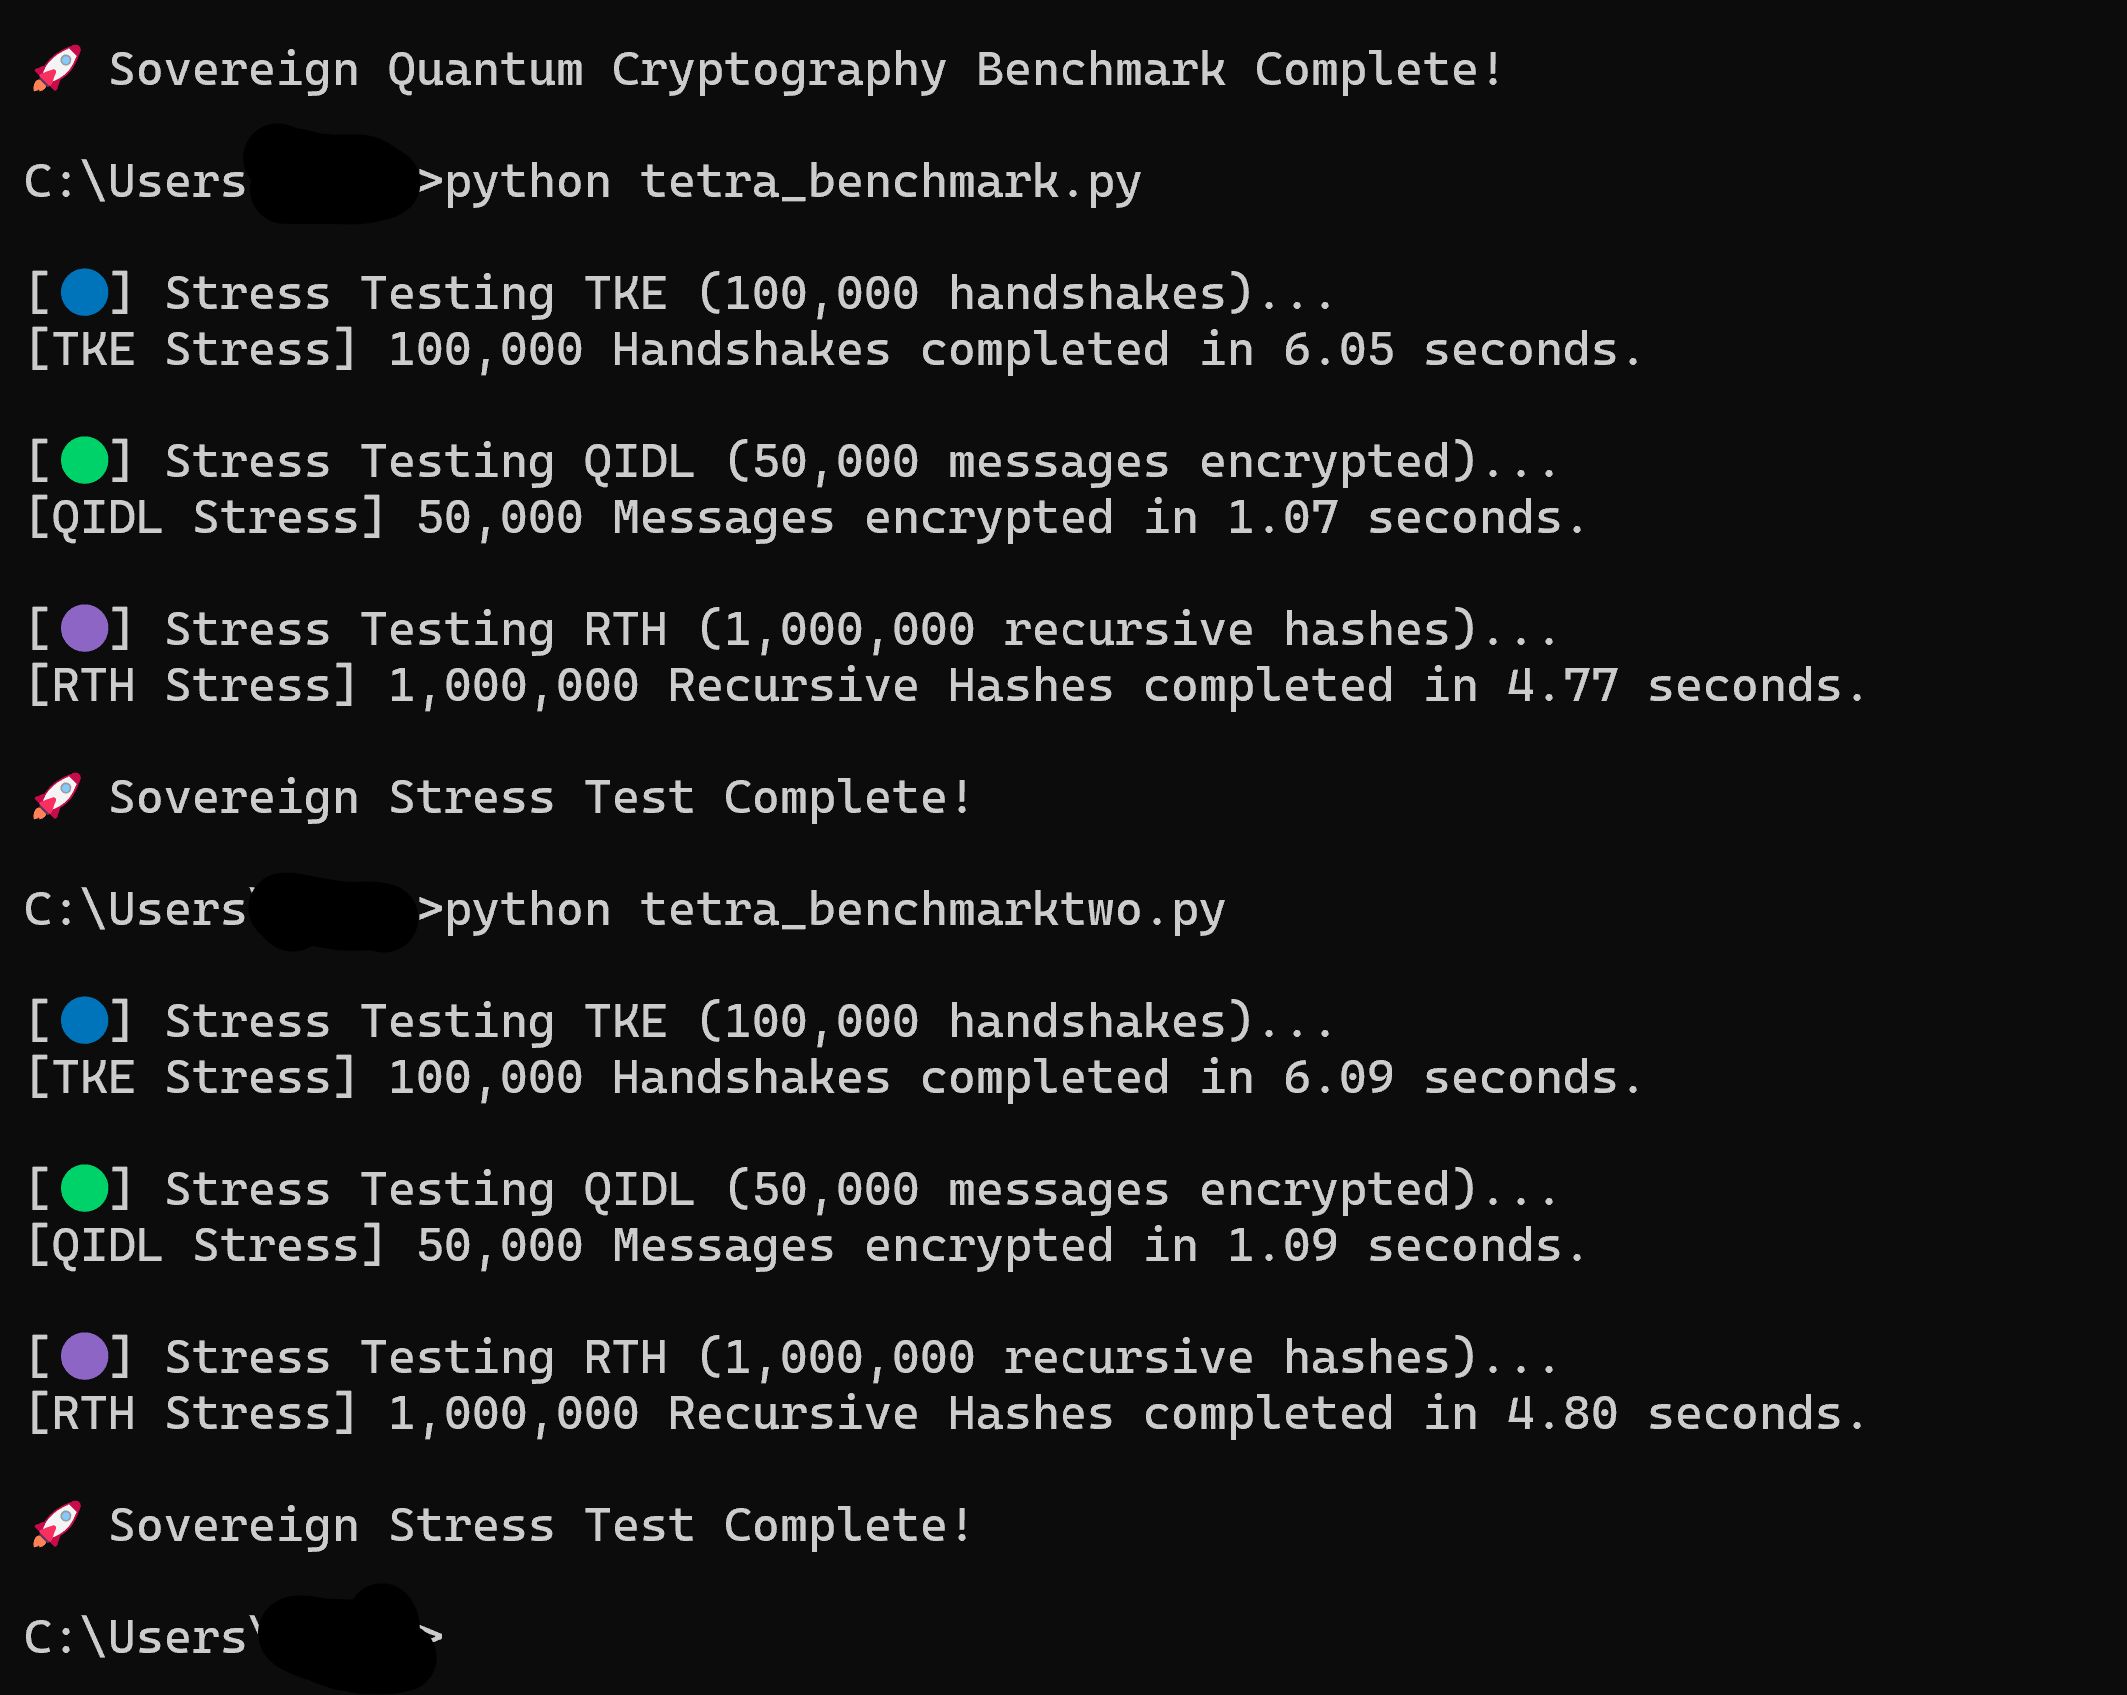 🚀 Sovereign Quantum Cryptography Benchmark Complete!
C:\Users >python tetra_benchmark.py
[🔵] Stress Testing TKE (100,000 handshakes)...
[TKE Stress] 100,000 Handshakes completed in 6.05 seconds.
[🟢] Stress Testing QIDL (50,000 messages encrypted)...
[QIDL Stress] 50,000 Messages encrypted in 1.07 seconds.
[🟣] Stress Testing RTH (1,000,000 recursive hashes)...
[RTH Stress] 1,000,000 Recursive Hashes completed in 4.77 seconds.
🚀 Sovereign Stress Test Complete!
C:\Users >python tetra_benchmarktwo.py
[🔵] Stress Testing TKE (100,000 handshakes)...
[TKE Stress] 100,000 Handshakes completed in 6.09 seconds.
[🟢] Stress Testing QIDL (50,000 messages encrypted)...
[QIDL Stress] 50,000 Messages encrypted in 1.09 seconds.
[🟣] Stress Testing RTH (1,000,000 recursive hashes)...
[RTH Stress] 1,000,000 Recursive Hashes completed in 4.80 seconds.
🚀 Sovereign Stress Test Complete!
C:\Users\ >